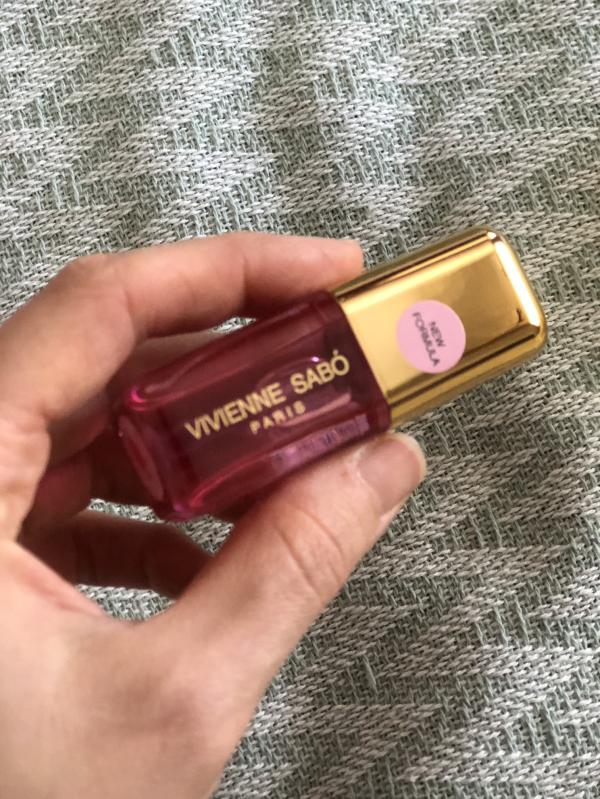 VIVIENNE SABÓ
PARIS
NEW
FORMULA